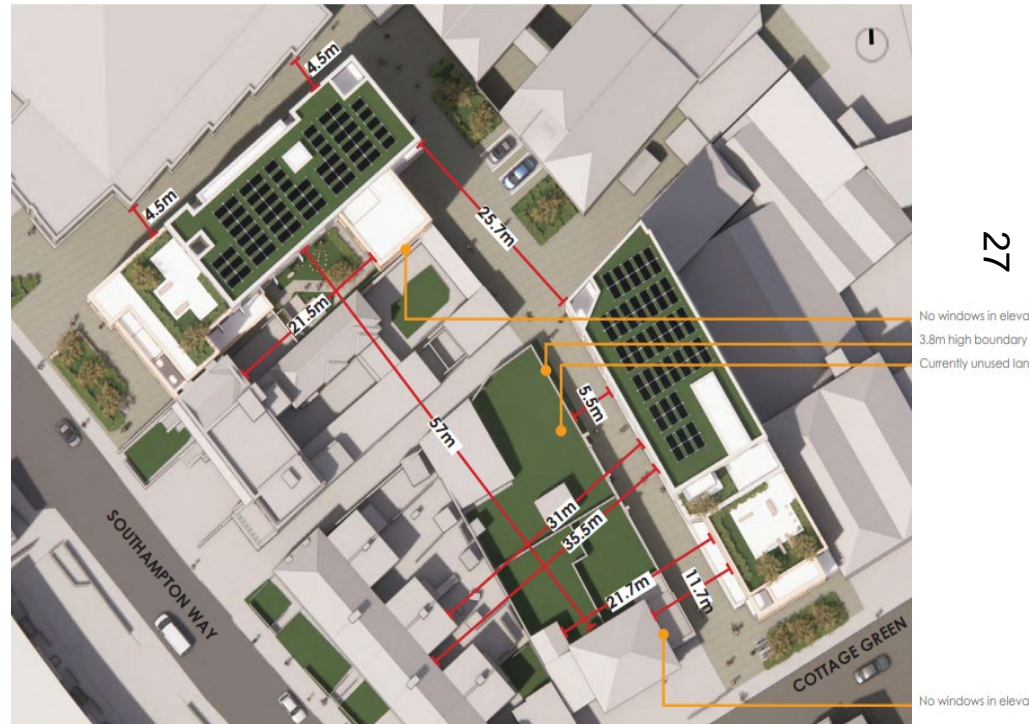 4.5m
4.5m
25.7m
21.5m
27
No windows in eleva
3.8m high boundary
Currently unused lan
5.5m
57m
31m
35.5m
21.7m
11.7m
SOUTHAMPTON WAY
COTTAGE GREEN
No windows in eleva